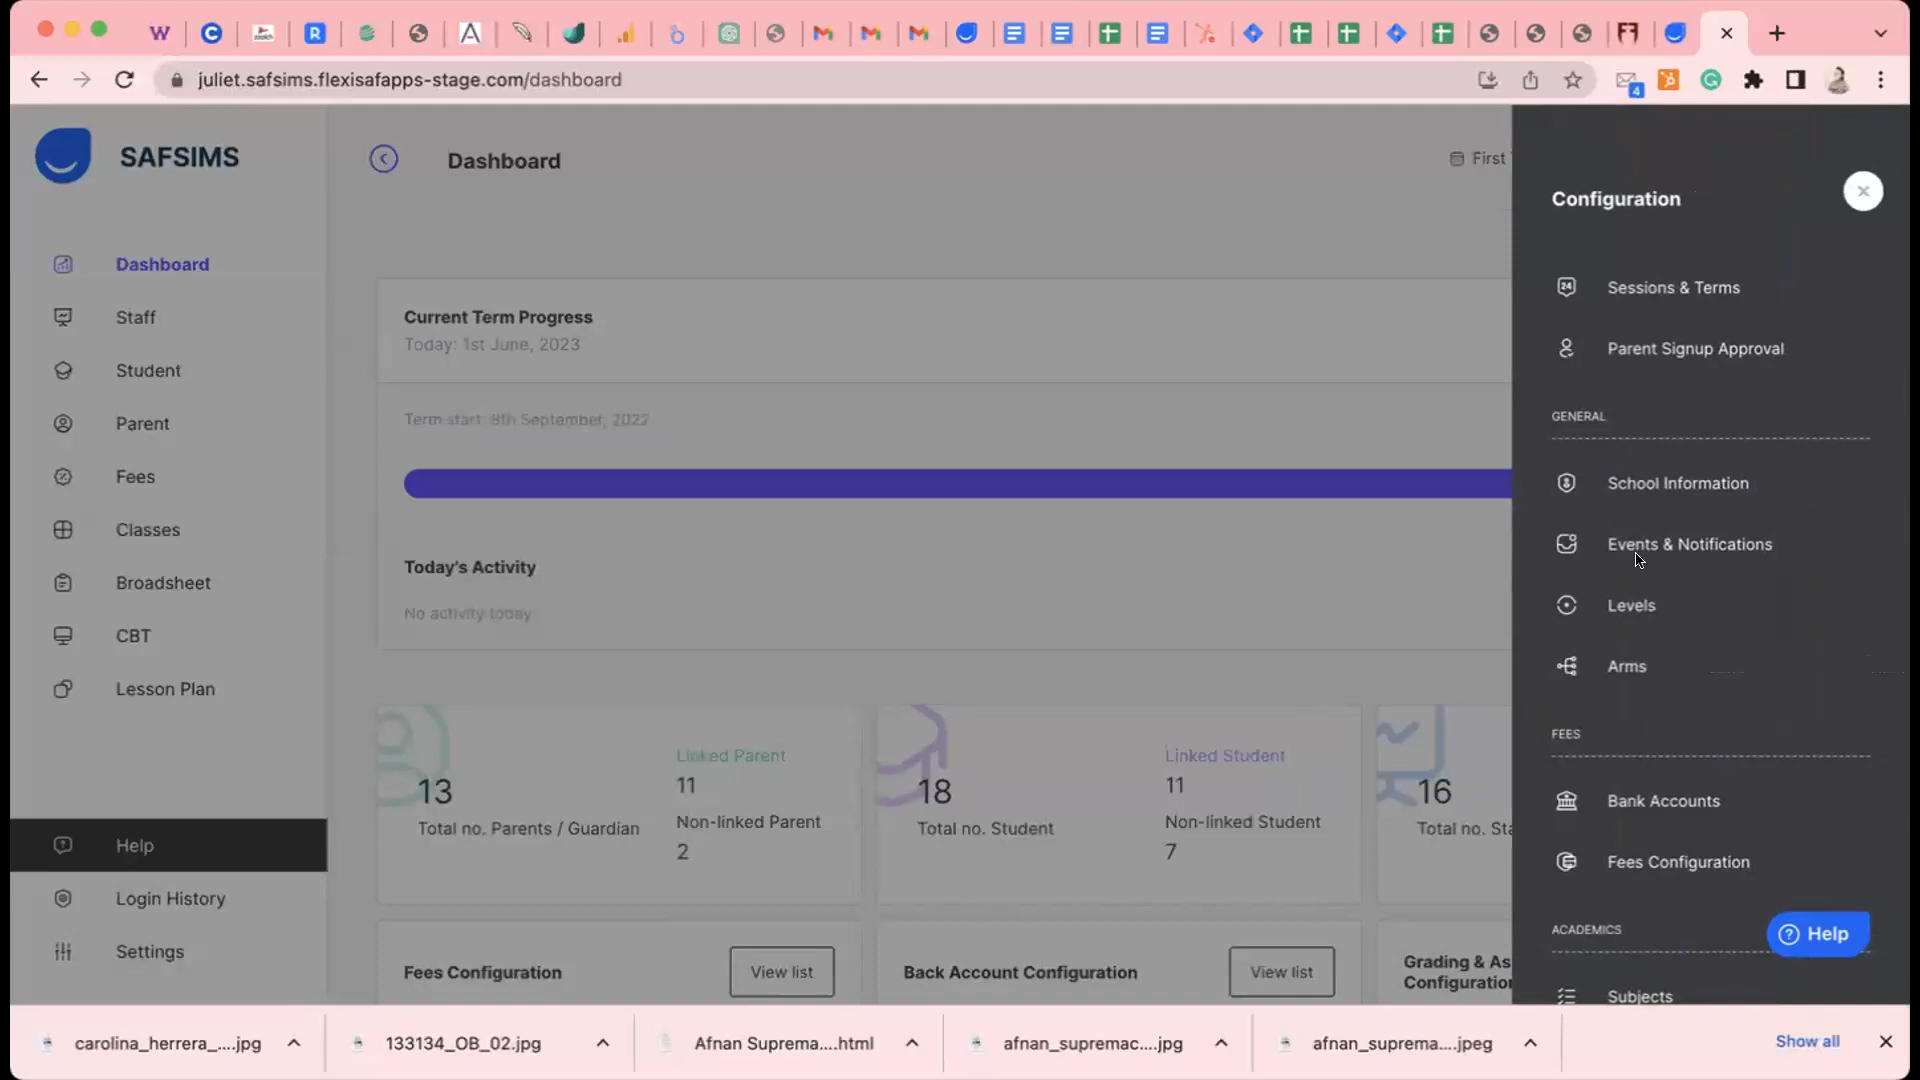 juliet.safsims.flexisafapps-stage.com/dashboard
4
SAFSIMS
Dashboard
First
Configuration
Dashboard
Staff
Student
Parent
Fees
Classes
Broadsheet
CBT
Lesson Plan
Help
Login History
Settings
Current Term Progress
Today: 1st June, 2023
Term start: 8th September, 2022
Today's Activity
No activity today
13
Total no. Parents / Guardian
Linked Parent
11
Non-linked Parent
2
18
Total no. Student
Linked Student
11
Non-linked Student
7
16
Total no. Sta
Fees Configuration
View list
Back Account Configuration
View list
Grading & As
Configuration
24
Sessions & Terms
Parent Signup Approval
GENERAL
School Information
Events & Notifications
Levels
Arms
FEES
Bank Accounts
Fees Configuration
ACADEMICS
Help
Subjects
carolina_herrera_....jpg
133134_OB_02.jpg
Afnan Suprema....html
afnan_supremac....jpg
afnan_suprema....jpeg
Show all